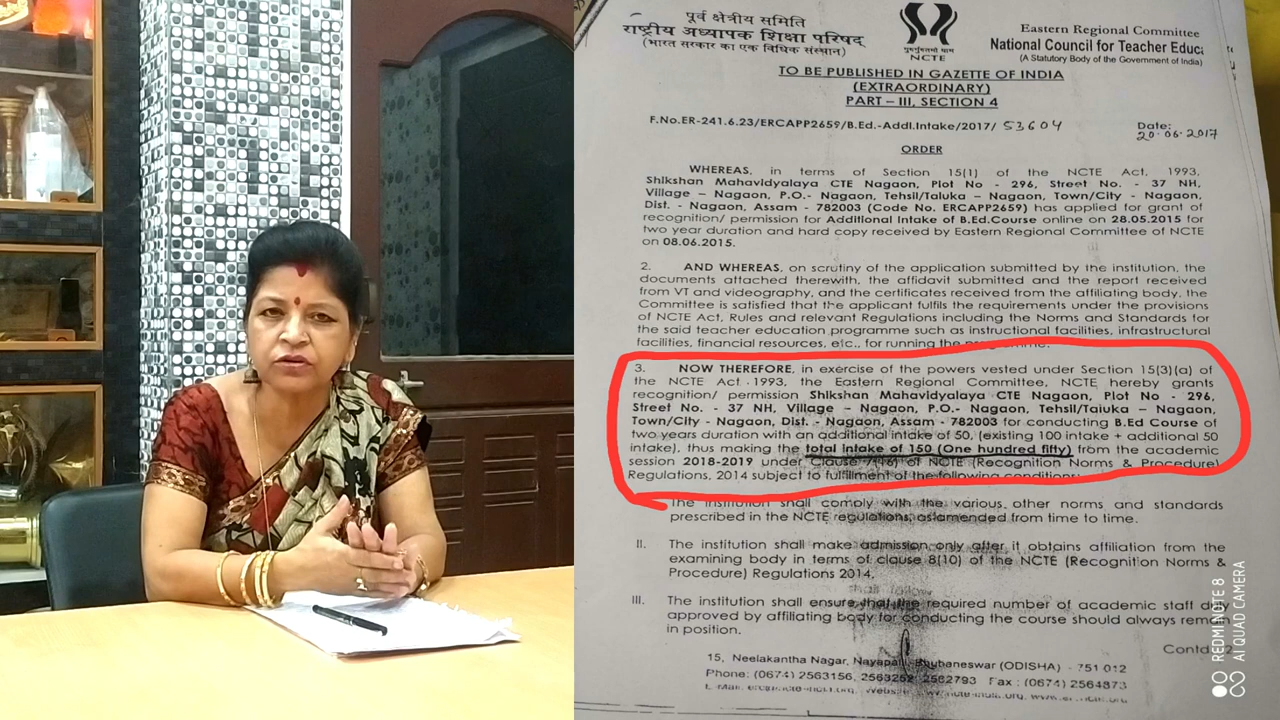 पूर्व क्षेत्रीय समिति
राष्ट्रीय अध्यापक शिक्षा परिषद्
(भारत सरकार का एक विधिक संस्थान)
गुरुर्गुरुतमो धाम
NCTE
Eastern Regional Committee
National Council for Teacher Educa
(A Statutory Body of the Government of India)
TO BE PUBLISHED IN GAZETTE OF INDIA
(EXTRAORDINARY)
PART – III, SECTION 4
F.No.ER-241.6.23/ERCAPP2659/B.Ed.-Addl.Intake/2017/ 53604
Date:
20.06.2017
ORDER
WHEREAS, in terms of Section 15(1) of the NCTE Act, 1993,
Shikshan Mahavidyalaya CTE Nagaon, Plot No - 296, Street No. - 37 NH,
Village – Nagaon, P.O.- Nagaon, Tehsil/Taluka – Nagaon, Town/City - Nagaon,
Dist. - Nagaon, Assam - 782003 (Code No. ERCAPP2659) has applied for grant of
recognition/ permission for Additional Intake of B.Ed.Course online on 28.05.2015 for
two year duration and hard copy received by Eastern Regional Committee of NCTE
on 08.06.2015.
2. AND WHEREAS, on scrutiny of the application submitted by the institution, the
documents attached therewith, the affidavit submitted and the report received
from VT and videography, and the certificates received from the affiliating body, the
Committee is satisfied that the applicant fulfils the requirements under the provisions
of NCTE Act, Rules and relevant Regulations including the Norms and Standards for
the said teacher education programme such as instructional facilities, infrastructural
facilities, financial resources, etc., for running the programme.
3. NOW THEREFORE, in exercise of the powers vested under Section 15(3)(a) of
the NCTE Act, 1993, the Eastern Regional Committee, NCTE hereby grants
recognition/ permission Shikshan Mahavidyalaya CTE Nagaon, Plot No - 296,
Street No. - 37 NH, Village – Nagaon, P.O.- Nagaon, Tehsil/Taluka – Nagaon,
Town/City - Nagaon, Dist. - Nagaon, Assam - 782003 for conducting B.Ed Course of
two years duration with an additional intake of 50, (existing 100 intake + additional 50
intake), thus making the total intake of 150 (One hundred fifty) from the academic
session 2018-2019 under Clause 7(16) of NCTE (Recognition Norms & Procedure)
Regulations, 2014 subject to fulfillment of the following conditions
The institution shall comply with the various other norms and standards
prescribed in the NCTE regulations, as amended from time to time.
II. The institution shall make admission only after it obtains affiliation from the
examining body in terms of clause 8(10) of the NCTE (Recognition Norms &
Procedure) Regulations 2014.
III. The institution shall ensure that the required number of academic staff duly
approved by affiliating body for conducting the course should always remain
in position.
Contd
15, Neelakantha Nagar, Nayapalli, Bhubaneswar (ODISHA) - 751 012
Phone: (0674) 2563156, 2563252 2562793 Fax : (0674) 2564873
REDMI NOTE 8
AI QUAD CAMERA